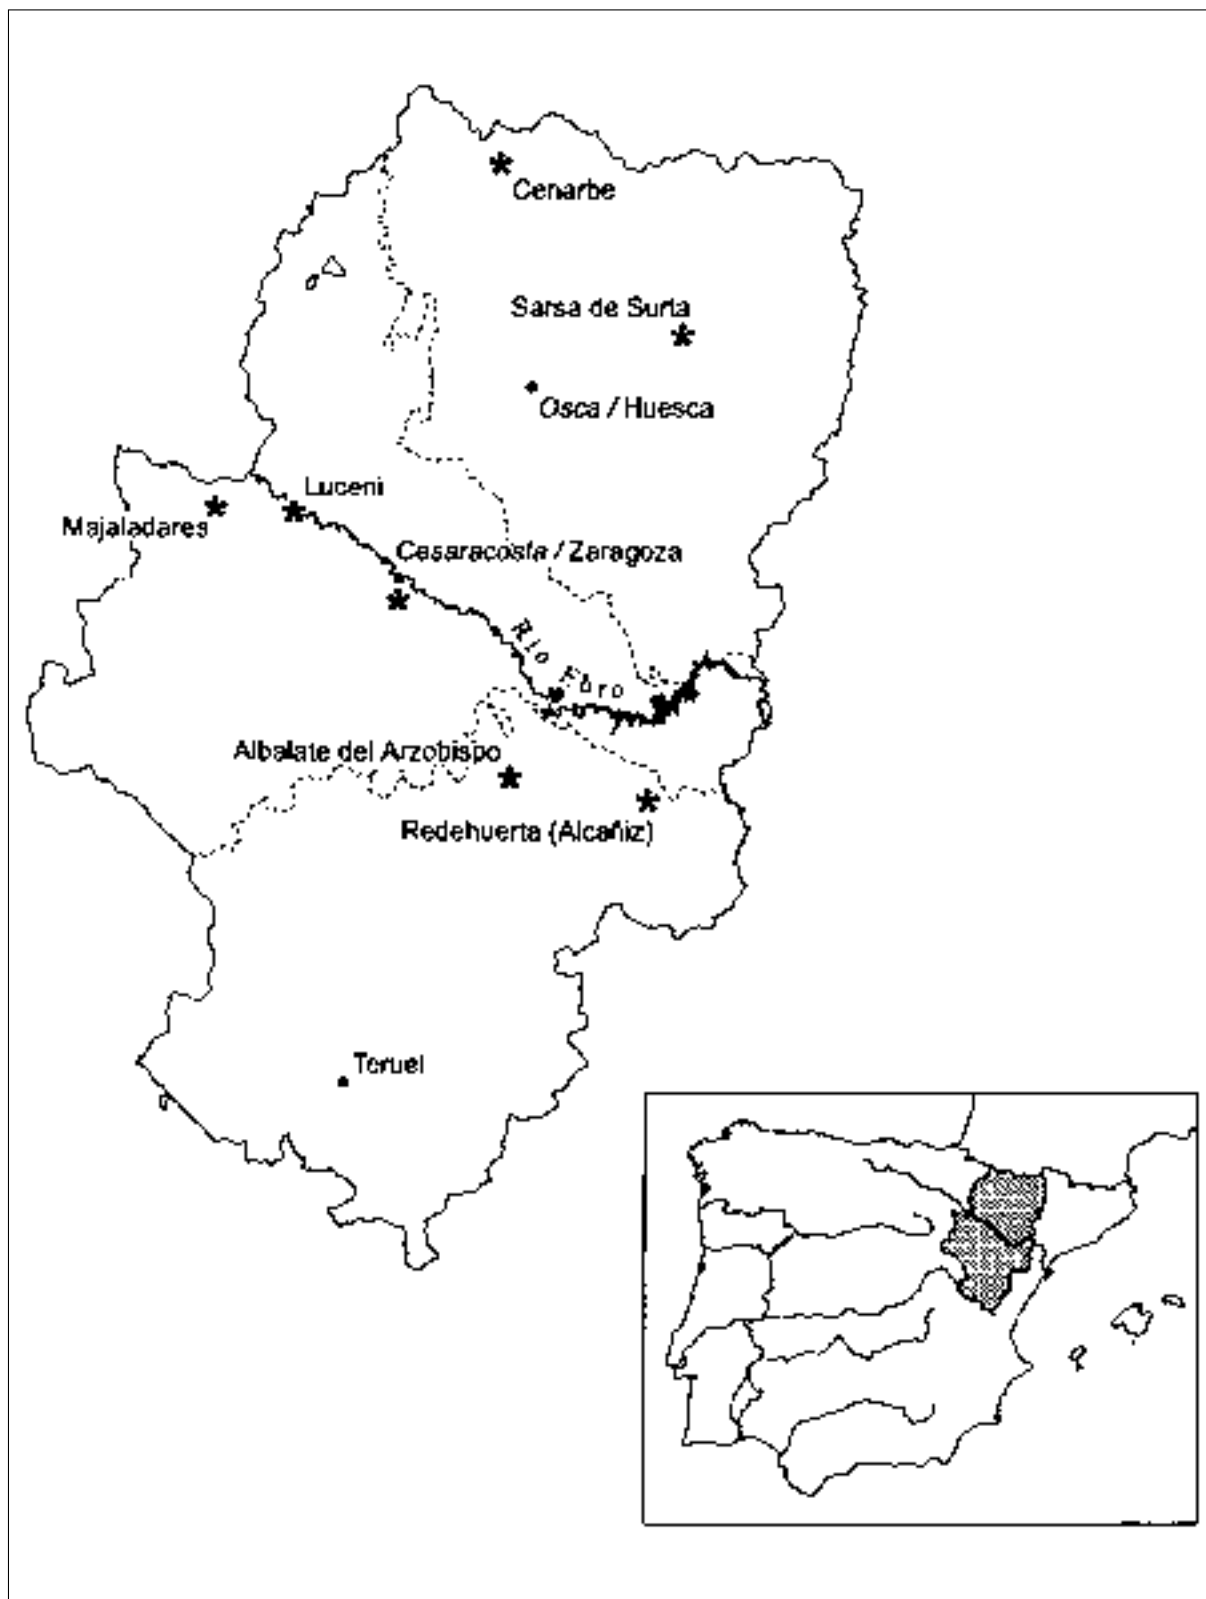 Cenarbe
Sarsa de Surta
Osca / Huesca
Luceni
Majaladares
Cesaracosta / Zaragoza
Río Ebro
Albalate del Arzobispo
Redehuerta (Alcañiz)
Teruel